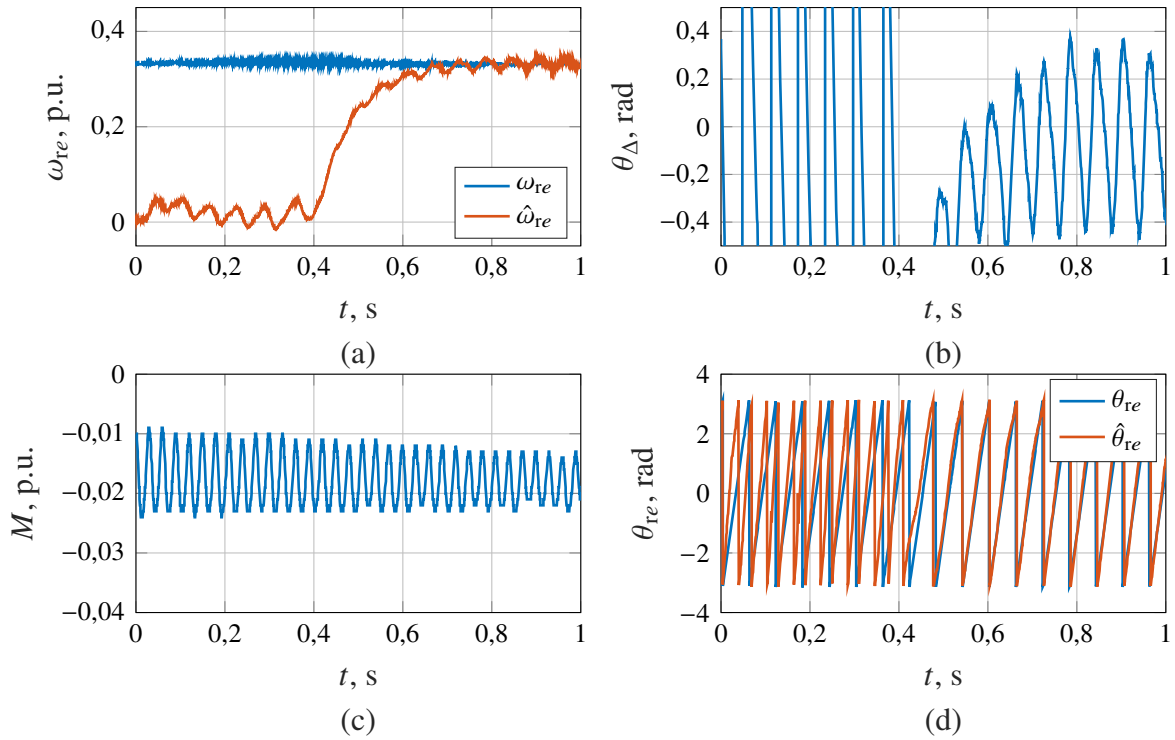 0,4
0,2
0
ω_re, p.u.
ω_re
ω̂_re
0 0,2 0,4 0,6 0,8 1
t, s
(a)
0,4
0,2
0
−0,2
−0,4
θ_Δ, rad
0 0,2 0,4 0,6 0,8 1
t, s
(b)
0
−0,01
−0,02
−0,03
−0,04
M, p.u.
0 0,2 0,4 0,6 0,8 1
t, s
(c)
4
2
0
−2
−4
θ_re, rad
θ_re
θ̂_re
0 0,2 0,4 0,6 0,8 1
t, s
(d)